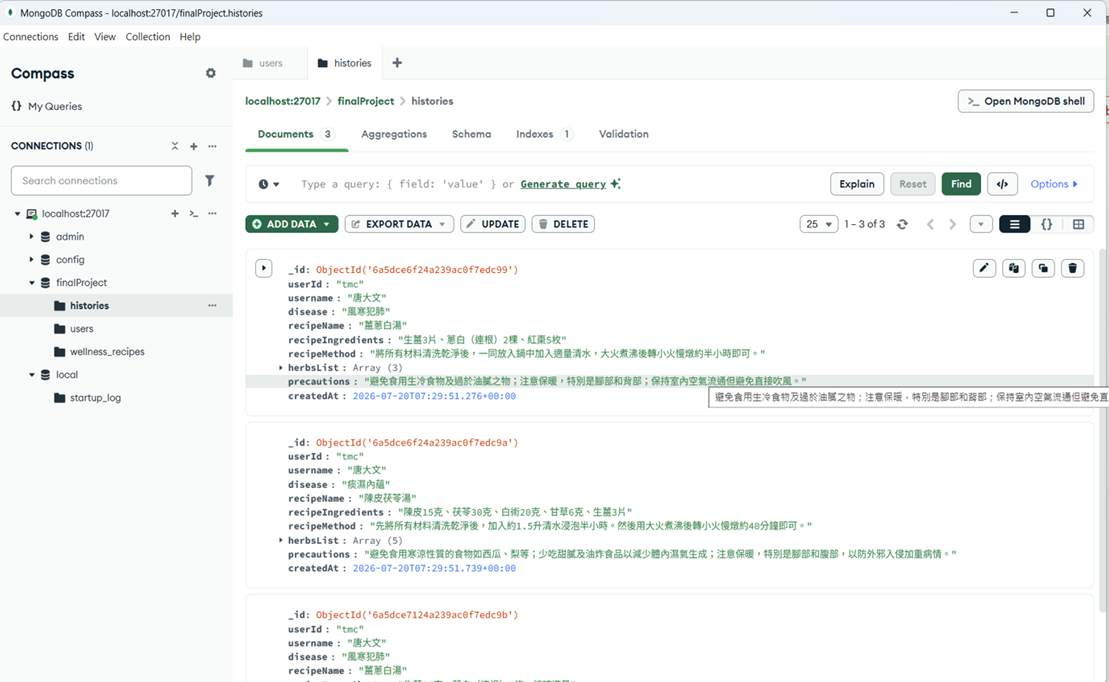 MongoDB Compass - localhost:27017/finalProject.histories
Connections Edit View Collection Help
Compass
{} My Queries
CONNECTIONS (1)
Search connections
localhost:27017
admin
config
finalProject
histories
users
wellness_recipes
local
startup_log
users
histories
localhost:27017 > finalProject > histories
>_ Open MongoDB shell
Documents 3 Aggregations Schema Indexes 1 Validation
Type a query: { field: 'value' } or Generate query
Explain Reset Find </> Options
ADD DATA EXPORT DATA UPDATE DELETE
25 1 – 3 of 3 {}
_id: ObjectId('6a5dce6f24a239ac0f7edc99')
userId : "tmc"
username : "唐大文"
disease : "風寒犯肺"
recipeName : "薑蔥白湯"
recipeIngredients : "生薑3片、蔥白（連根）2棵、紅棗5枚"
recipeMethod : "將所有材料清洗乾淨後，一同放入鍋中加入適量清水，大火煮沸後轉小火慢燉約半小時即可。"
herbsList : Array (3)
precautions : "避免食用生冷食物及過於油膩之物；注意保暖，特別是腳部和背部；保持室內空氣流通但避免直接吹風。"
避免食用生冷食物及過於油膩之物；注意保暖，特別是腳部和背部；保持室內空氣流通但避免直
createdAt : 2026-07-20T07:29:51.276+00:00
_id: ObjectId('6a5dce6f24a239ac0f7edc9a')
userId : "tmc"
username : "唐大文"
disease : "痰濕內蘊"
recipeName : "陳皮茯苓湯"
recipeIngredients : "陳皮15克、茯苓30克、白術20克、甘草6克、生薑3片"
recipeMethod : "先將所有材料清洗乾淨後，加入約1.5升清水浸泡半小時。然後用大火煮沸後轉小火慢燉約40分鐘即可。"
herbsList : Array (5)
precautions : "避免食用寒涼性質的食物如西瓜、梨等；少吃甜膩及油炸食品以減少體內濕氣生成；注意保暖，特別是腳部和腹部，以防外邪入侵加重病情。"
createdAt : 2026-07-20T07:29:51.739+00:00
_id: ObjectId('6a5dce7124a239ac0f7edc9b')
userId : "tmc"
username : "唐大文"
disease : "風寒犯肺"
recipeName : "薑蔥白湯"